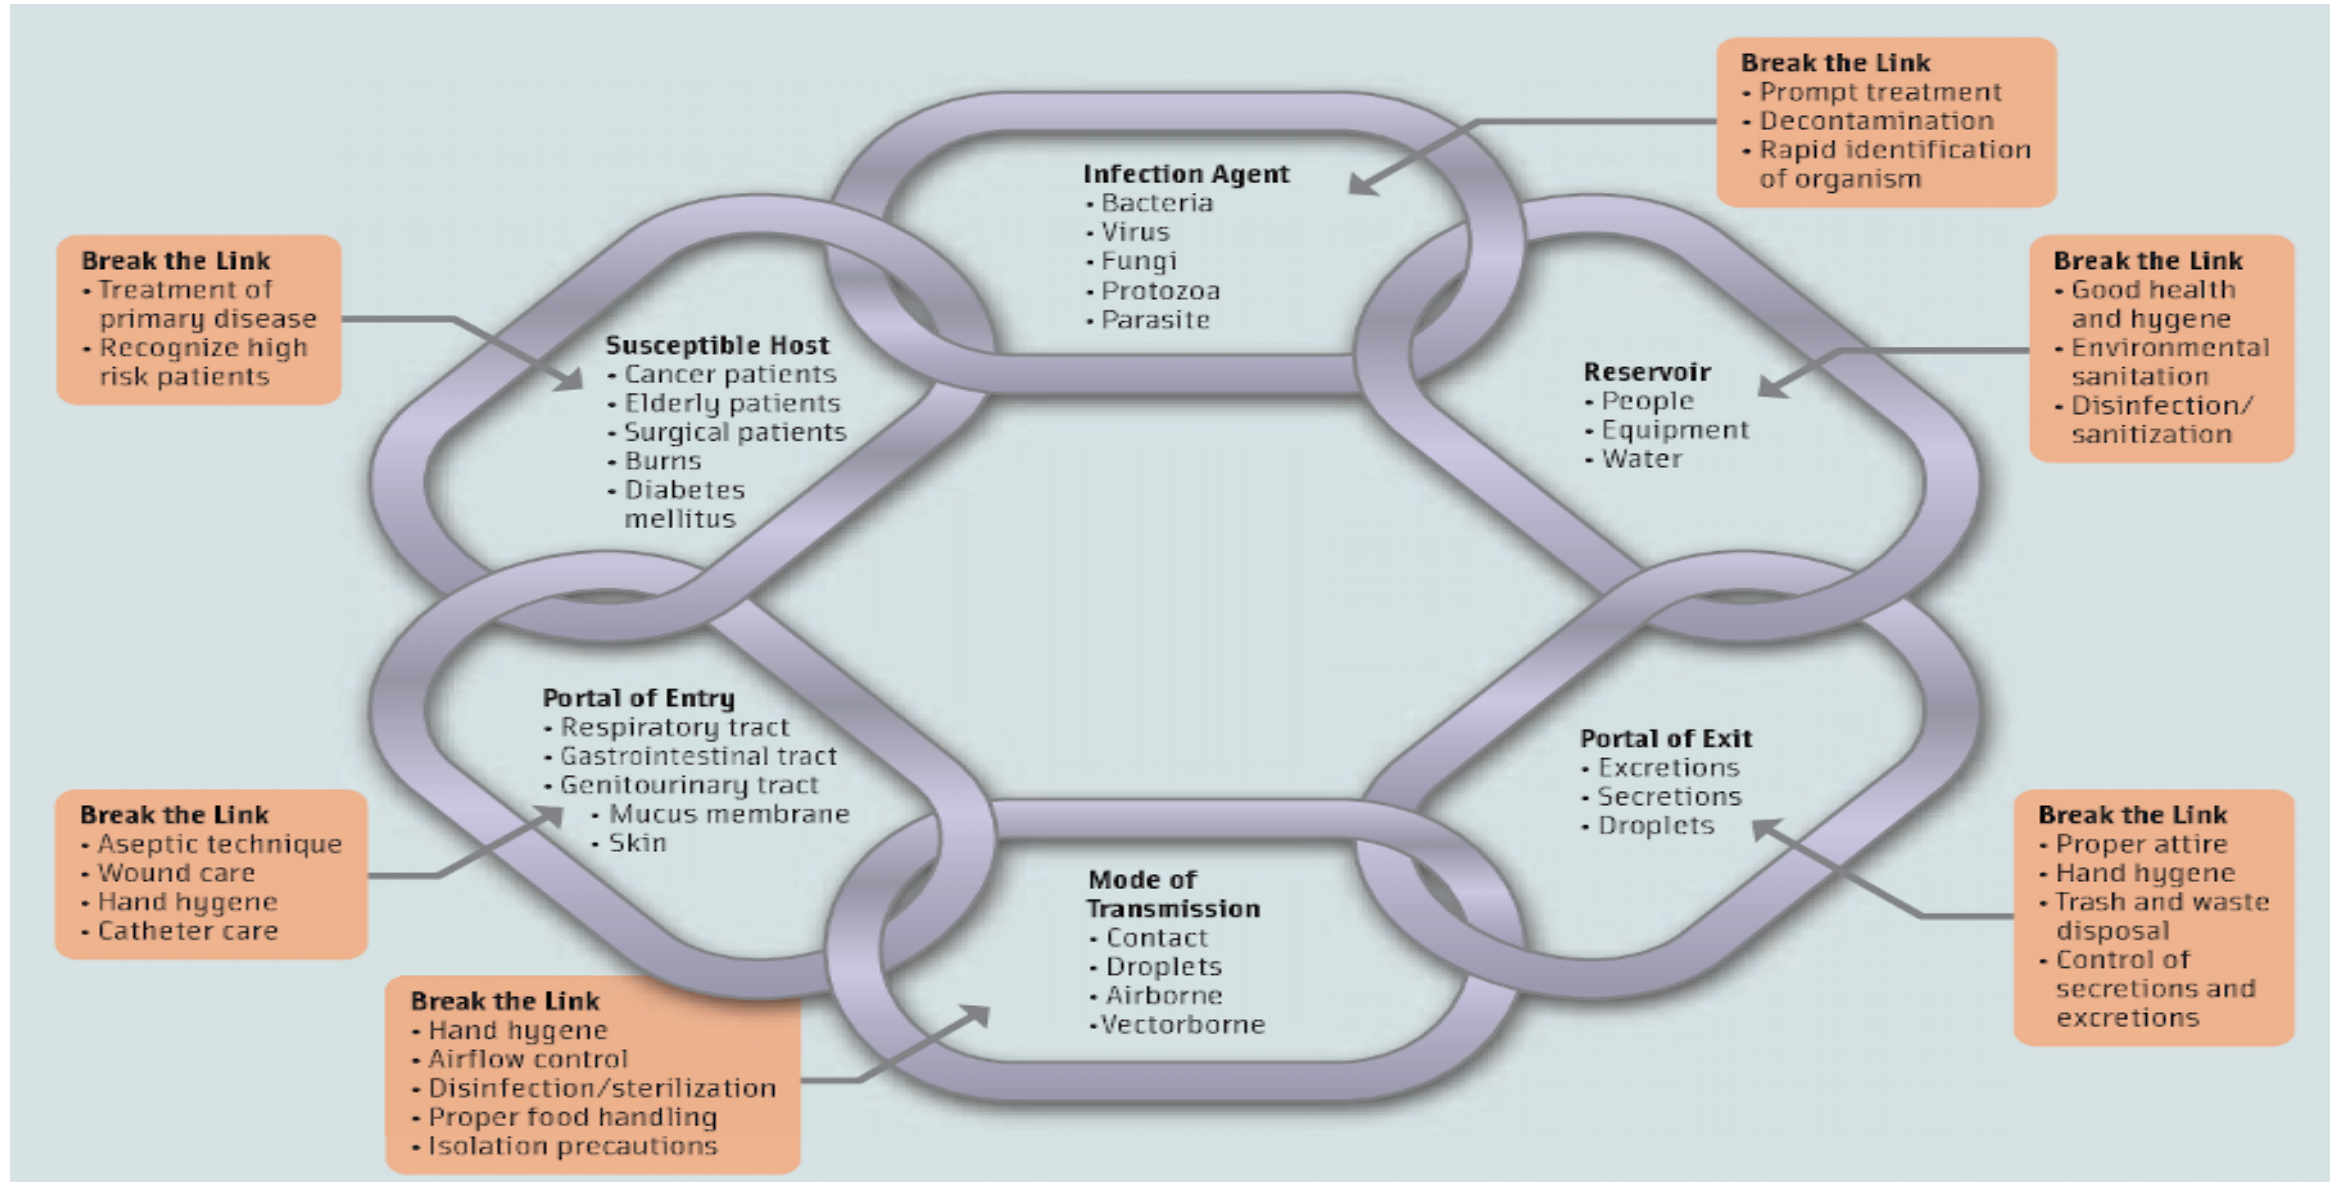 Infection Agent
• Bacteria
• Virus
• Fungi
• Protozoa
• Parasite
Break the Link
• Prompt treatment
• Decontamination
• Rapid identification
of organism
Reservoir
• People
• Equipment
• Water
Break the Link
• Good health
and hygene
• Environmental
sanitation
• Disinfection/
sanitization
Portal of Exit
• Excretions
• Secretions
• Droplets
Break the Link
• Proper attire
• Hand hygene
• Trash and waste
disposal
• Control of
secretions and
excretions
Mode of
Transmission
• Contact
• Droplets
• Airborne
• Vectorborne
Break the Link
• Hand hygene
• Airflow control
• Disinfection/sterilization
• Proper food handling
• Isolation precautions
Portal of Entry
• Respiratory tract
• Gastrointestinal tract
• Genitourinary tract
• Mucus membrane
• Skin
Break the Link
• Aseptic technique
• Wound care
• Hand hygene
• Catheter care
Susceptible Host
• Cancer patients
• Elderly patients
• Surgical patients
• Burns
• Diabetes
mellitus
Break the Link
• Treatment of
primary disease
• Recognize high
risk patients